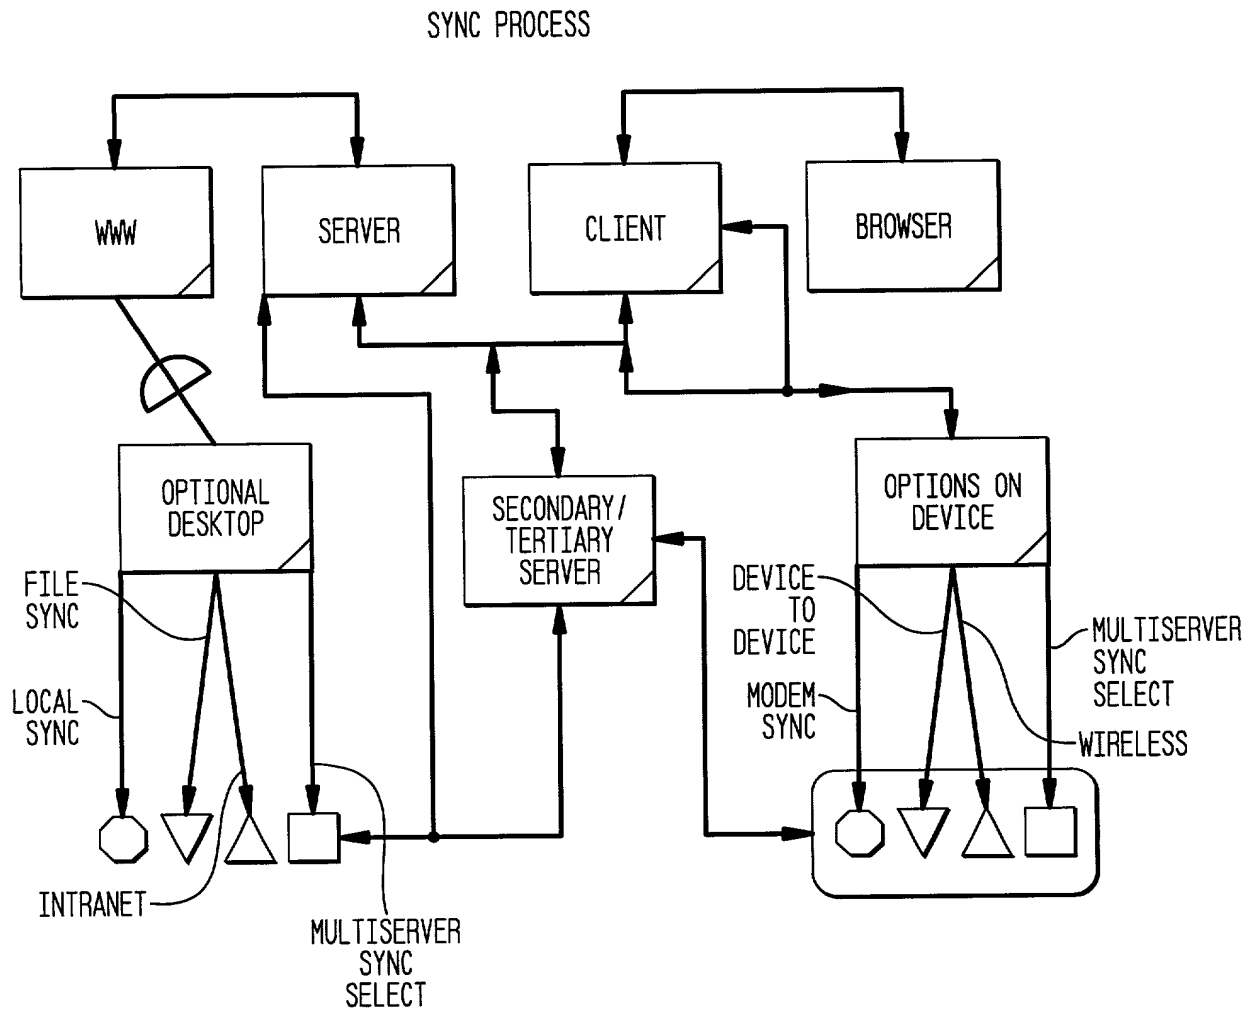 SYNC PROCESS
WWW
SERVER
CLIENT
BROWSER
OPTIONAL
DESKTOP
SECONDARY/
TERTIARY
SERVER
OPTIONS ON
DEVICE
FILE
SYNC
LOCAL
SYNC
INTRANET
MULTISERVER
SYNC
SELECT
DEVICE
TO
DEVICE
MODEM
SYNC
MULTISERVER
SYNC
SELECT
WIRELESS